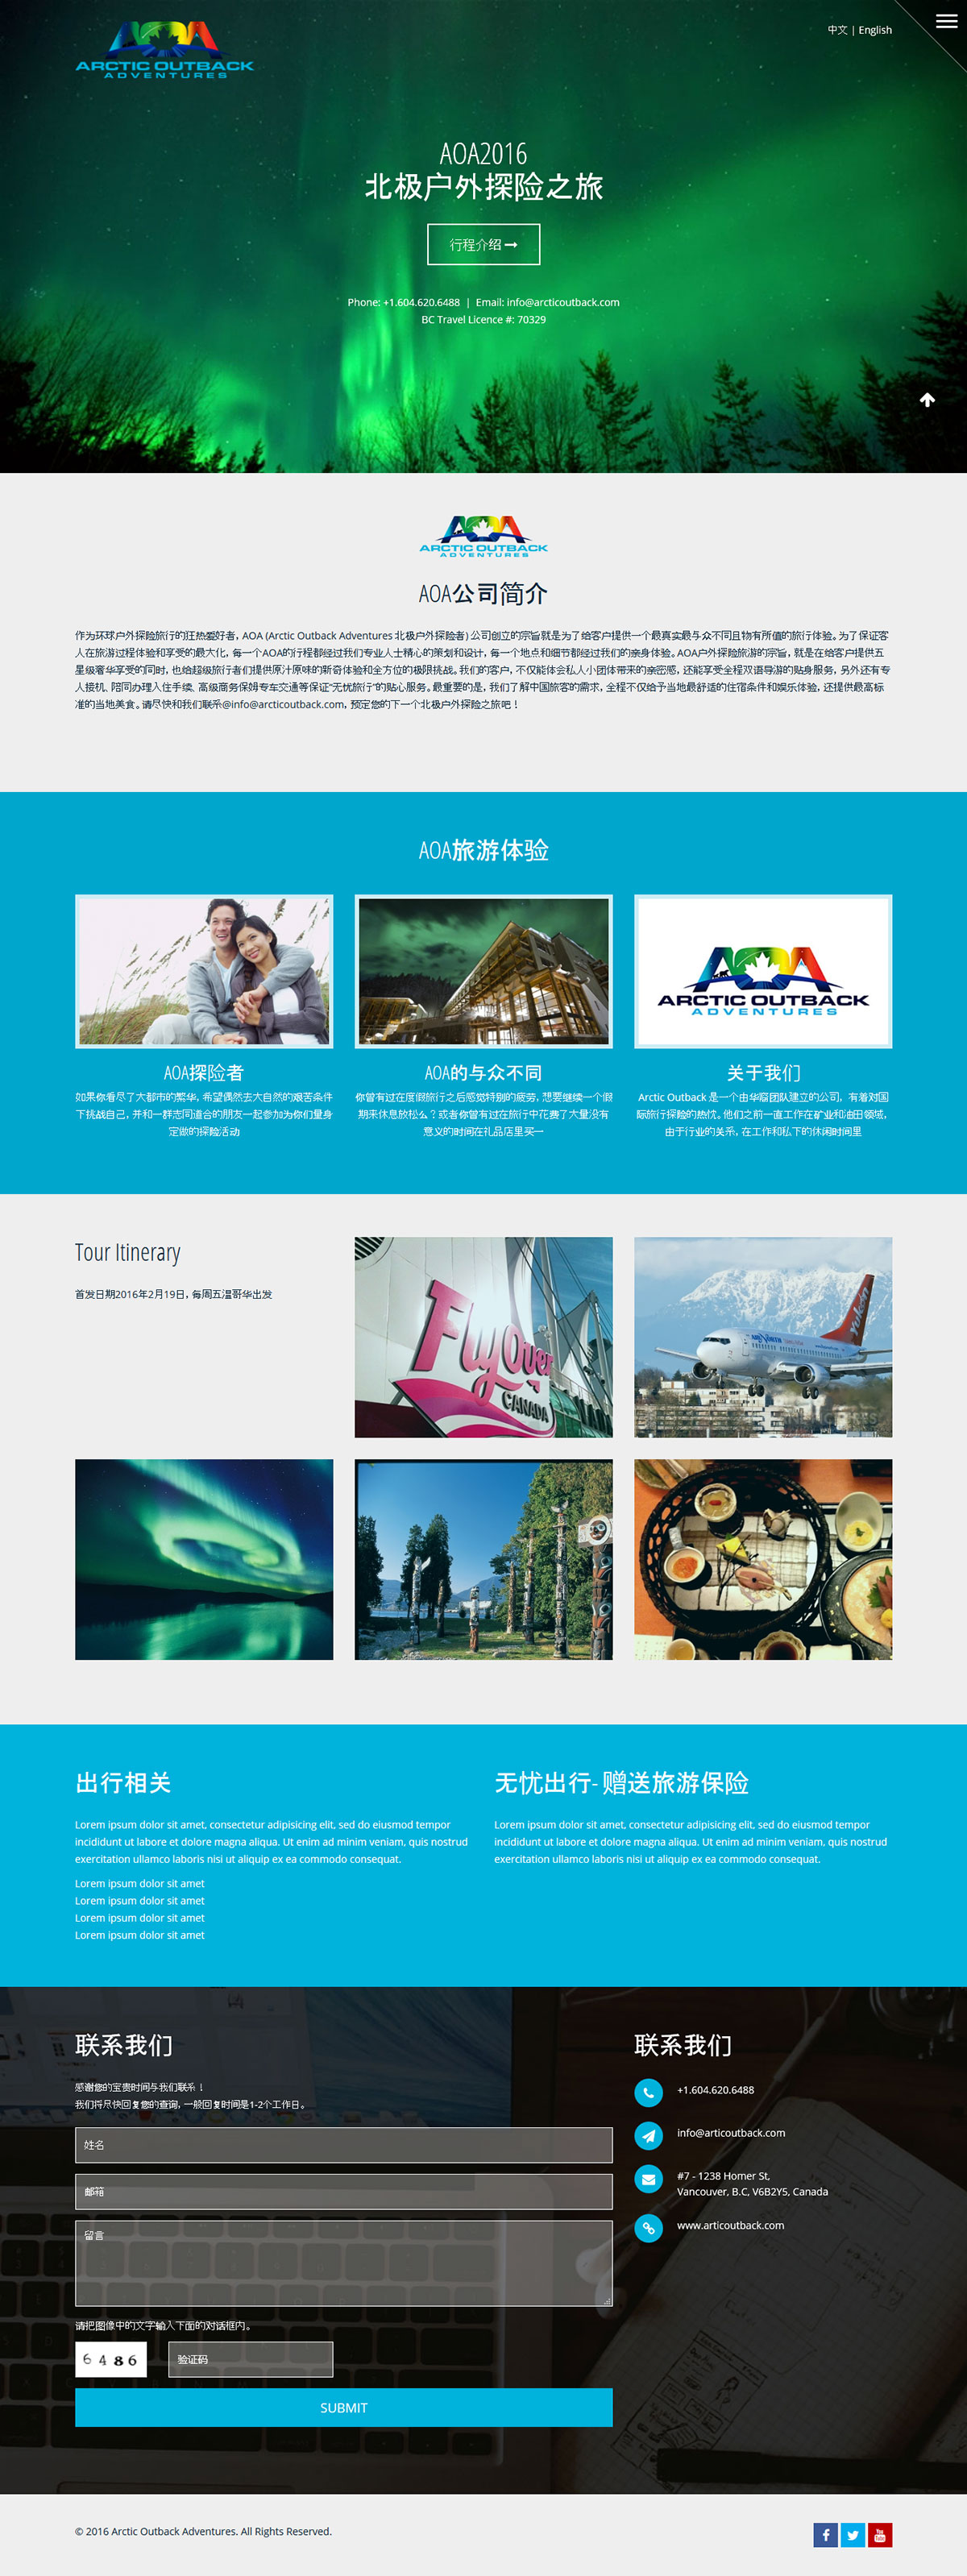 AOA
ARCTIC OUTBACK
ADVENTURES
中文 | English
AOA2016
北极户外探险之旅
行程介绍
Phone: +1.604.620.6488 | Email: info@arcticoutback.com
BC Travel Licence #: 70329
AOA
ARCTIC OUTBACK
ADVENTURES
AOA公司简介
作为环球户外探险旅行的狂热爱好者, AOA (Arctic Outback Adventures 北极户外探险者) 公司创立的宗旨就是为了给客户提供一个最真实最与众不同且物有所值的旅行体验。为了保证客
人在旅游过程体验和享受的最大化, 每一个AOA的行程都经过我们专业人士精心的策划和设计, 每一个地点和细节都经过我们的亲身体验。AOA户外探险旅游的宗旨, 就是在给客户提供五
星级奢华享受的同时, 也给超级旅行者们提供原汁原味的新奇体验和全方位的极限挑战。我们的客户, 不仅能体会私人小团体带来的亲密感, 还能享受全程双语导游的贴身服务, 另外还有专
人接机、陪同办理入住手续、高级商务保姆专车交通等保证“无忧旅行”的贴心服务。最重要的是, 我们了解中国旅客的需求, 全程不仅给予当地最舒适的住宿条件和娱乐体验, 还提供最高标
准的当地美食。请尽快和我们联系@info@arcticoutback.com, 预定您的下一个北极户外探险之旅吧！
AOA旅游体验
AOA
ARCTIC OUTBACK
ADVENTURES
AOA探险者
如果你看尽了大都市的繁华, 希望偶然去大自然的艰苦条件
下挑战自己, 并和一群志同道合的朋友一起参加为你们量身
定做的探险活动
AOA的与众不同
你曾有过在度假旅行之后感觉特别的疲劳, 想要继续一个假
期来休息放松么？或者你曾有过在旅行中花费了大量没有
意义的时间在礼品店里买一
关于我们
Arctic Outback 是一个由华裔团队建立的公司, 有着对国
际旅行探险的热忱。他们之前一直工作在矿业和油田领域,
由于行业的关系, 在工作和私下的休闲时间里
Tour Itinerary
首发日期2016年2月19日, 每周五温哥华出发
FlyOver
CANADA
AIR NORTH
Yukon
出行相关
Lorem ipsum dolor sit amet, consectetur adipisicing elit, sed do eiusmod tempor
incididunt ut labore et dolore magna aliqua. Ut enim ad minim veniam, quis nostrud
exercitation ullamco laboris nisi ut aliquip ex ea commodo consequat.
Lorem ipsum dolor sit amet
Lorem ipsum dolor sit amet
Lorem ipsum dolor sit amet
Lorem ipsum dolor sit amet
无忧出行- 赠送旅游保险
Lorem ipsum dolor sit amet, consectetur adipisicing elit, sed do eiusmod tempor
incididunt ut labore et dolore magna aliqua. Ut enim ad minim veniam, quis nostrud
exercitation ullamco laboris nisi ut aliquip ex ea commodo consequat.
联系我们
感谢您的宝贵时间与我们联系！
我们将尽快回复您的查询, 一般回复时间是1-2个工作日。
姓名
邮箱
留言
请把图像中的文字输入下面的对话框内。
6486
验证码
SUBMIT
联系我们
+1.604.620.6488
info@articoutback.com
#7 - 1238 Homer St,
Vancouver, B.C, V6B2Y5, Canada
www.articoutback.com
© 2016 Arctic Outback Adventures. All Rights Reserved.